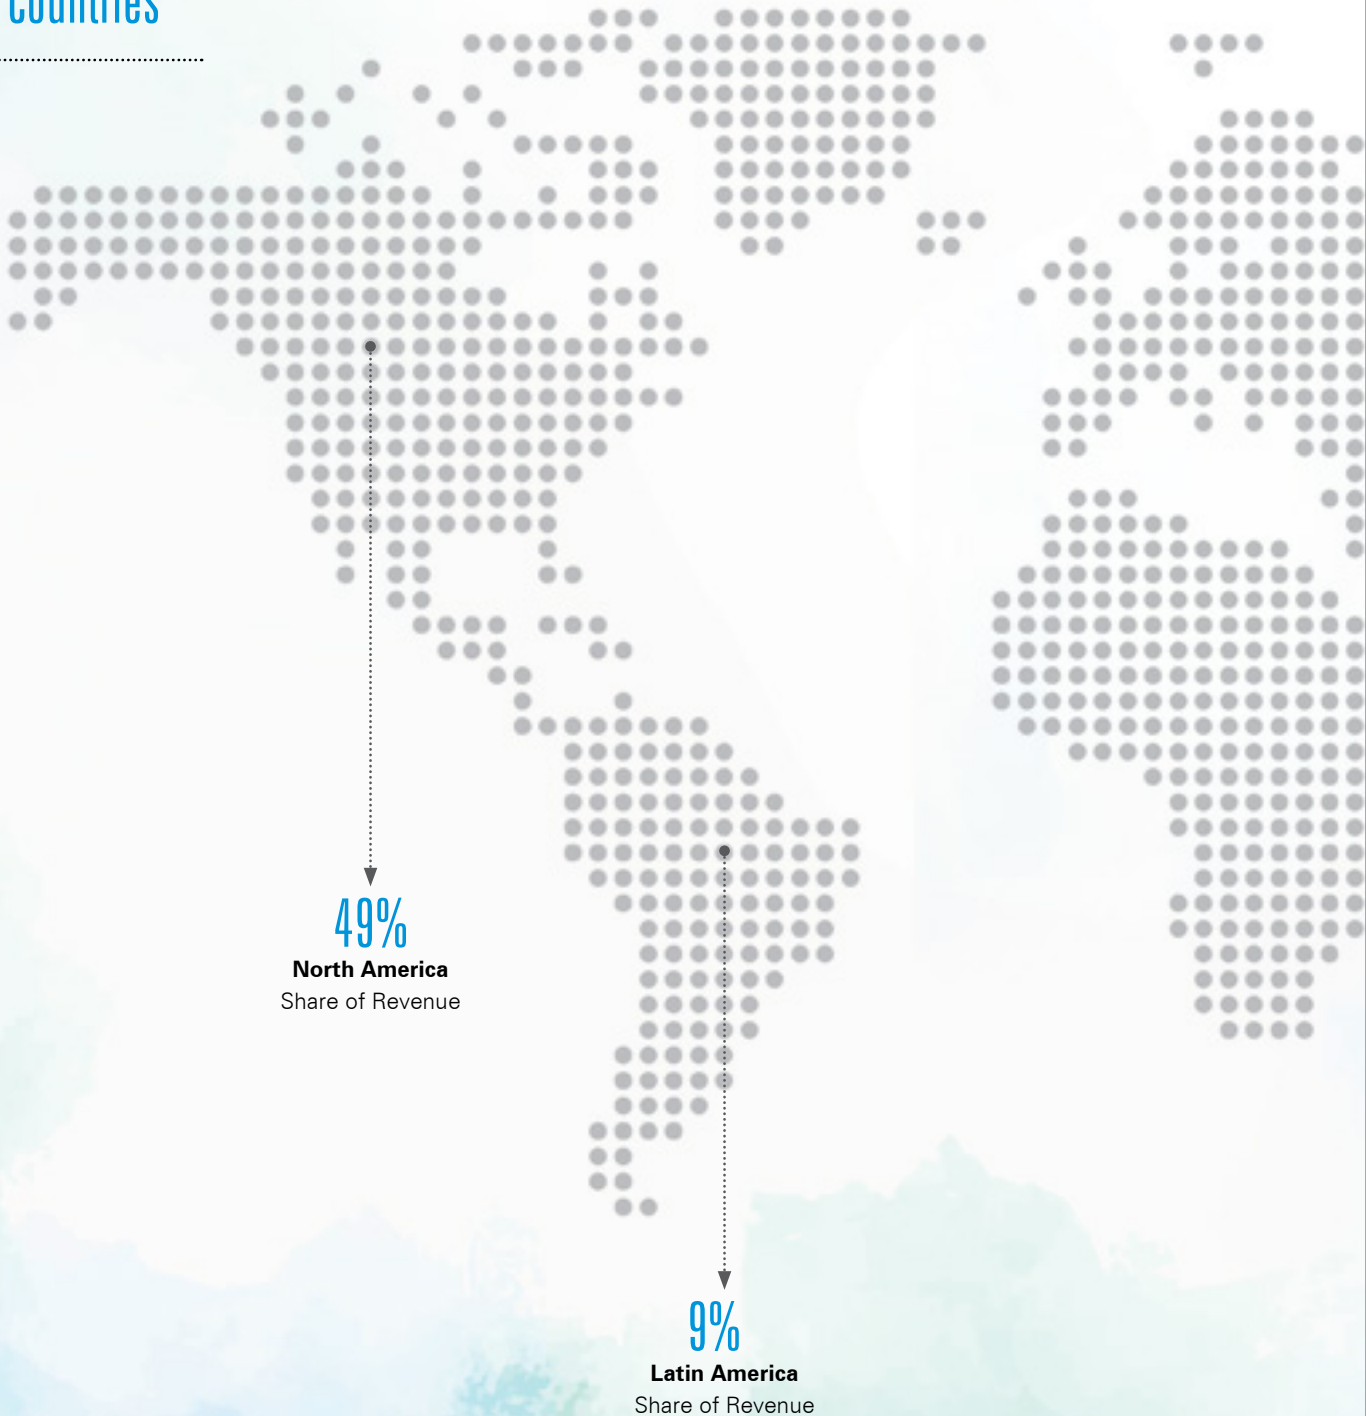 countries
49%
North America
Share of Revenue
9%
Latin America
Share of Revenue